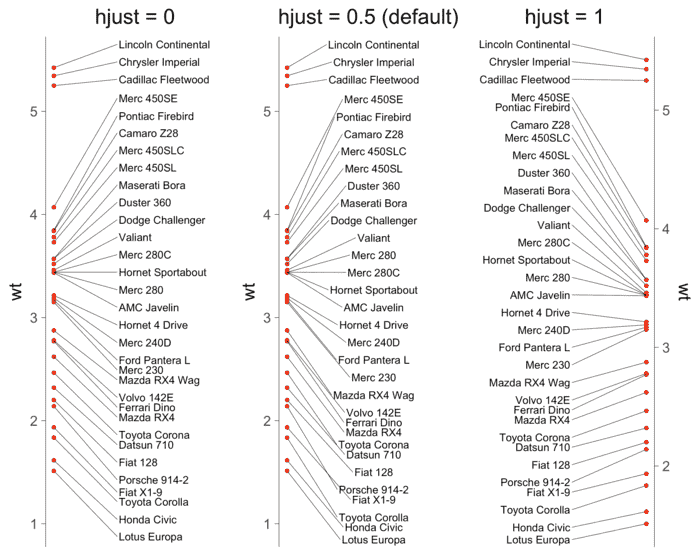 hjust = 0
hjust = 0.5 (default)
hjust = 1
wt
5
4
3
2
1
Lincoln Continental
Chrysler Imperial
Cadillac Fleetwood
Merc 450SE
Pontiac Firebird
Camaro Z28
Merc 450SLC
Merc 450SL
Maserati Bora
Duster 360
Dodge Challenger
Valiant
Merc 280C
Hornet Sportabout
Merc 280
AMC Javelin
Hornet 4 Drive
Merc 240D
Ford Pantera L
Merc 230
Mazda RX4 Wag
Volvo 142E
Ferrari Dino
Mazda RX4
Toyota Corona
Datsun 710
Fiat 128
Porsche 914-2
Fiat X1-9
Toyota Corolla
Honda Civic
Lotus Europa
wt
5
4
3
2
1
Lincoln Continental
Chrysler Imperial
Cadillac Fleetwood
Merc 450SE
Pontiac Firebird
Camaro Z28
Merc 450SLC
Merc 450SL
Duster 360
Maserati Bora
Dodge Challenger
Valiant
Merc 280
Merc 280C
Hornet Sportabout
AMC Javelin
Hornet 4 Drive
Merc 240D
Ford Pantera L
Merc 230
Mazda RX4 Wag
Volvo 142E
Ferrari Dino
Mazda RX4
Toyota Corona
Datsun 710
Fiat 128
Porsche 914-2
Fiat X1-9
Toyota Corolla
Honda Civic
Lotus Europa
Lincoln Continental
Chrysler Imperial
Cadillac Fleetwood
Merc 450SE
Pontiac Firebird
Camaro Z28
Merc 450SLC
Merc 450SL
Duster 360
Maserati Bora
Dodge Challenger
Valiant
Merc 280C
Hornet Sportabout
Merc 280
AMC Javelin
Hornet 4 Drive
Merc 240D
Ford Pantera L
Merc 230
Mazda RX4 Wag
Volvo 142E
Ferrari Dino
Mazda RX4
Toyota Corona
Datsun 710
Fiat 128
Porsche 914-2
Fiat X1-9
Toyota Corolla
Honda Civic
Lotus Europa
5
4
3
2
wt